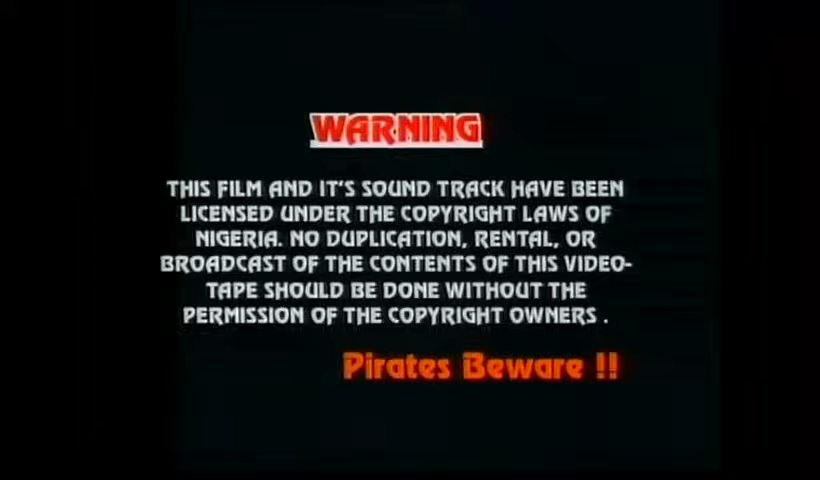 WARNING
THIS FILM AND IT'S SOUND TRACK HAVE BEEN
LICENSED UNDER THE COPYRIGHT LAWS OF
NIGERIA. NO DUPLICATION, RENTAL, OR
BROADCAST OF THE CONTENTS OF THIS VIDEO-
TAPE SHOULD BE DONE WITHOUT THE
PERMISSION OF THE COPYRIGHT OWNERS .
Pirates Beware !!